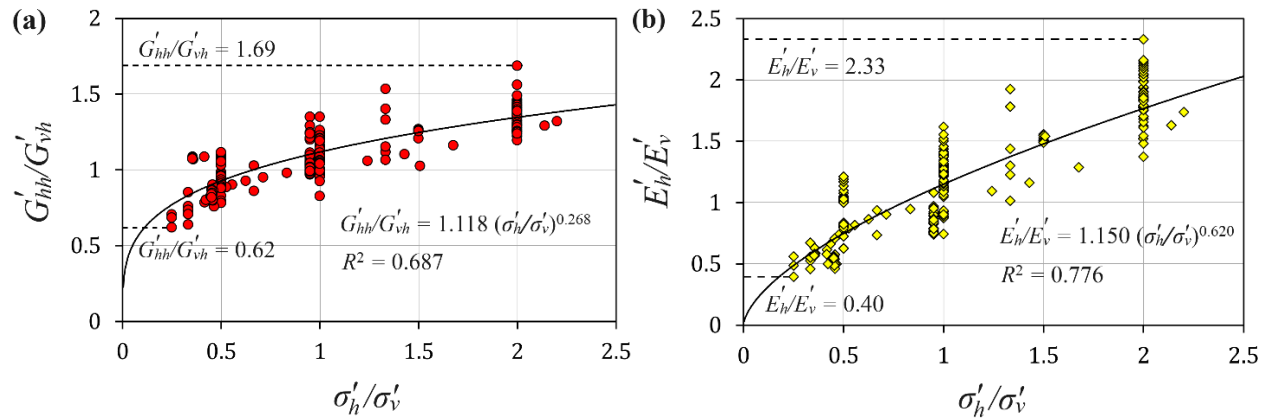 (a)
2
1.5
1
0.5
0
G'hh/G'vh
G'hh/G'vh = 1.69
G'hh/G'vh = 1.118 (σ'h/σ'v)^0.268
G'hh/G'vh = 0.62
R² = 0.687
0 0.5 1 1.5 2 2.5
σ'h/σ'v
(b)
2.5
2.0
1.5
1.0
0.5
0.0
E'h/E'v
E'h/E'v = 2.33
E'h/E'v = 1.150 (σ'h/σ'v)^0.620
R² = 0.776
E'h/E'v = 0.40
0 0.5 1 1.5 2 2.5
σ'h/σ'v